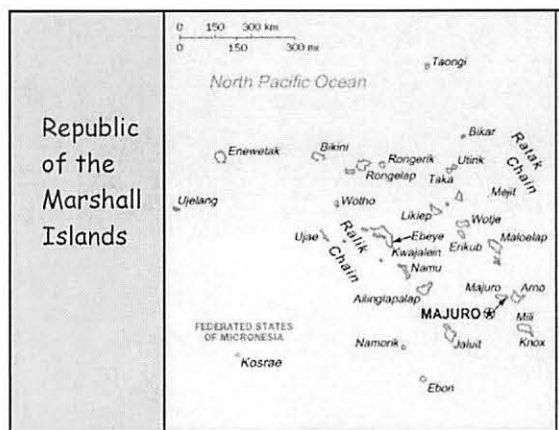 Republic
of the
Marshall
Islands
0 150 300 km
0 150 300 mi
North Pacific Ocean
Taongi
Bikar
Ratak Chain
Enewetak
Bikini
Rongerik
Utirik
Rongelap
Taka
Mejit
Ujelang
Wotho
Likiep
Wotje
Ralik Chain
Ujae
Ebeye
Erikub
Maloelap
Kwajalein
Namu
Ailinglapalap
Majuro
Arno
MAJURO
Mili
FEDERATED STATES
OF MICRONESIA
Namorik
Jaluit
Knox
Kosrae
Ebon